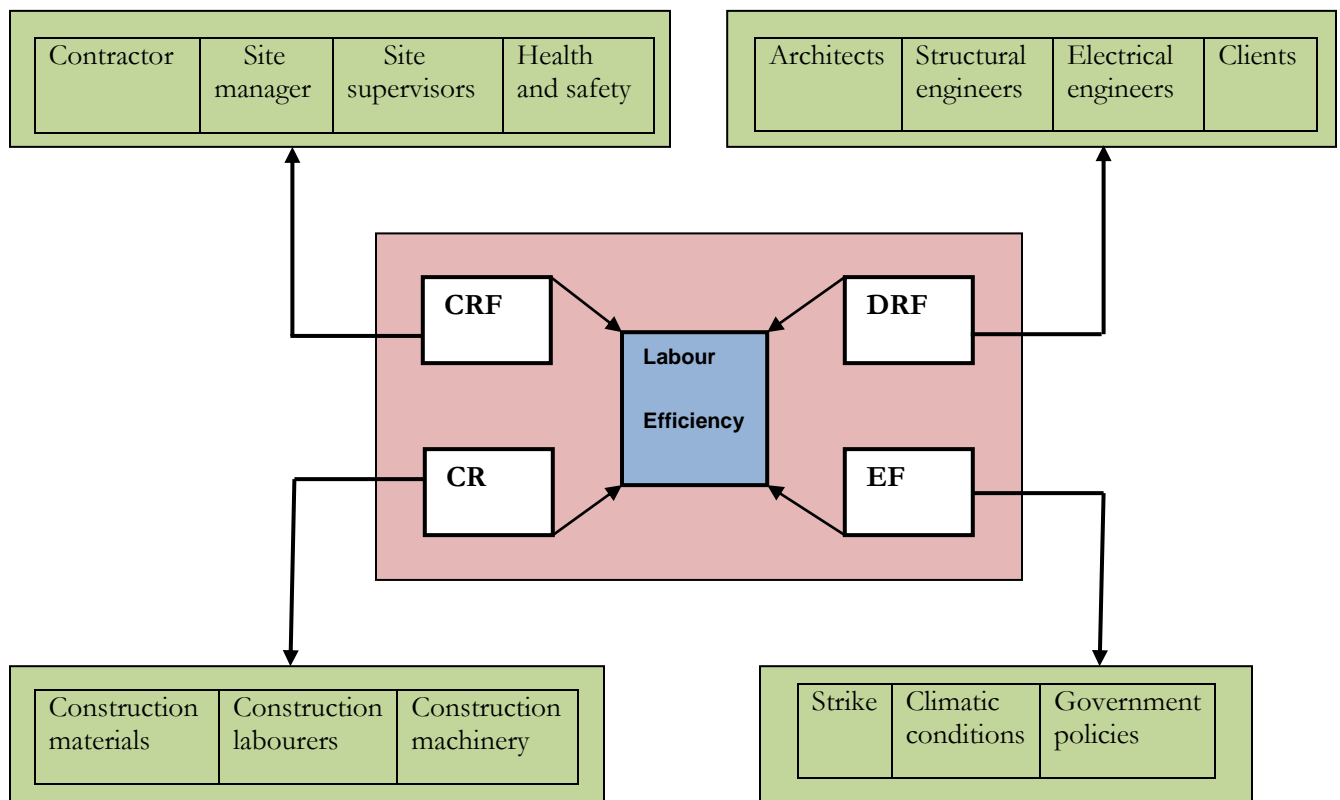 Contractor
Site
manager
Site
supervisors
Health
and safety
Architects
Structural
engineers
Electrical
engineers
Clients
CRF
DRF
Labour
Efficiency
CR
EF
Construction
materials
Construction
labourers
Construction
machinery
Strike
Climatic
conditions
Government
policies